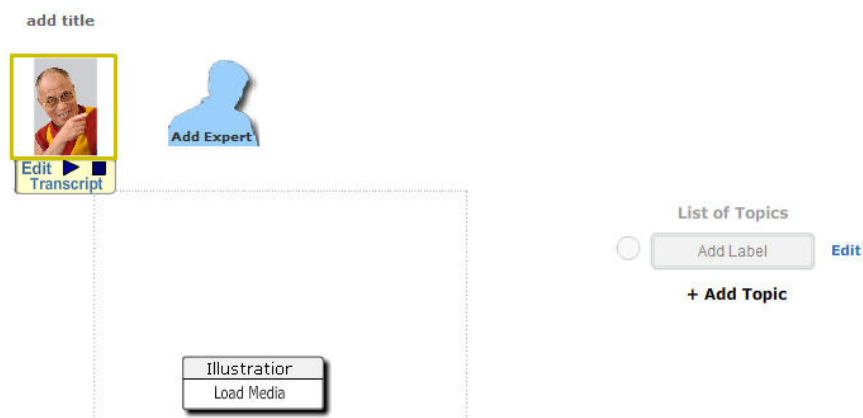 add title
Add Expert
Edit
Transcript
List of Topics
Add Label
Edit
+ Add Topic
Illustratior
Load Media